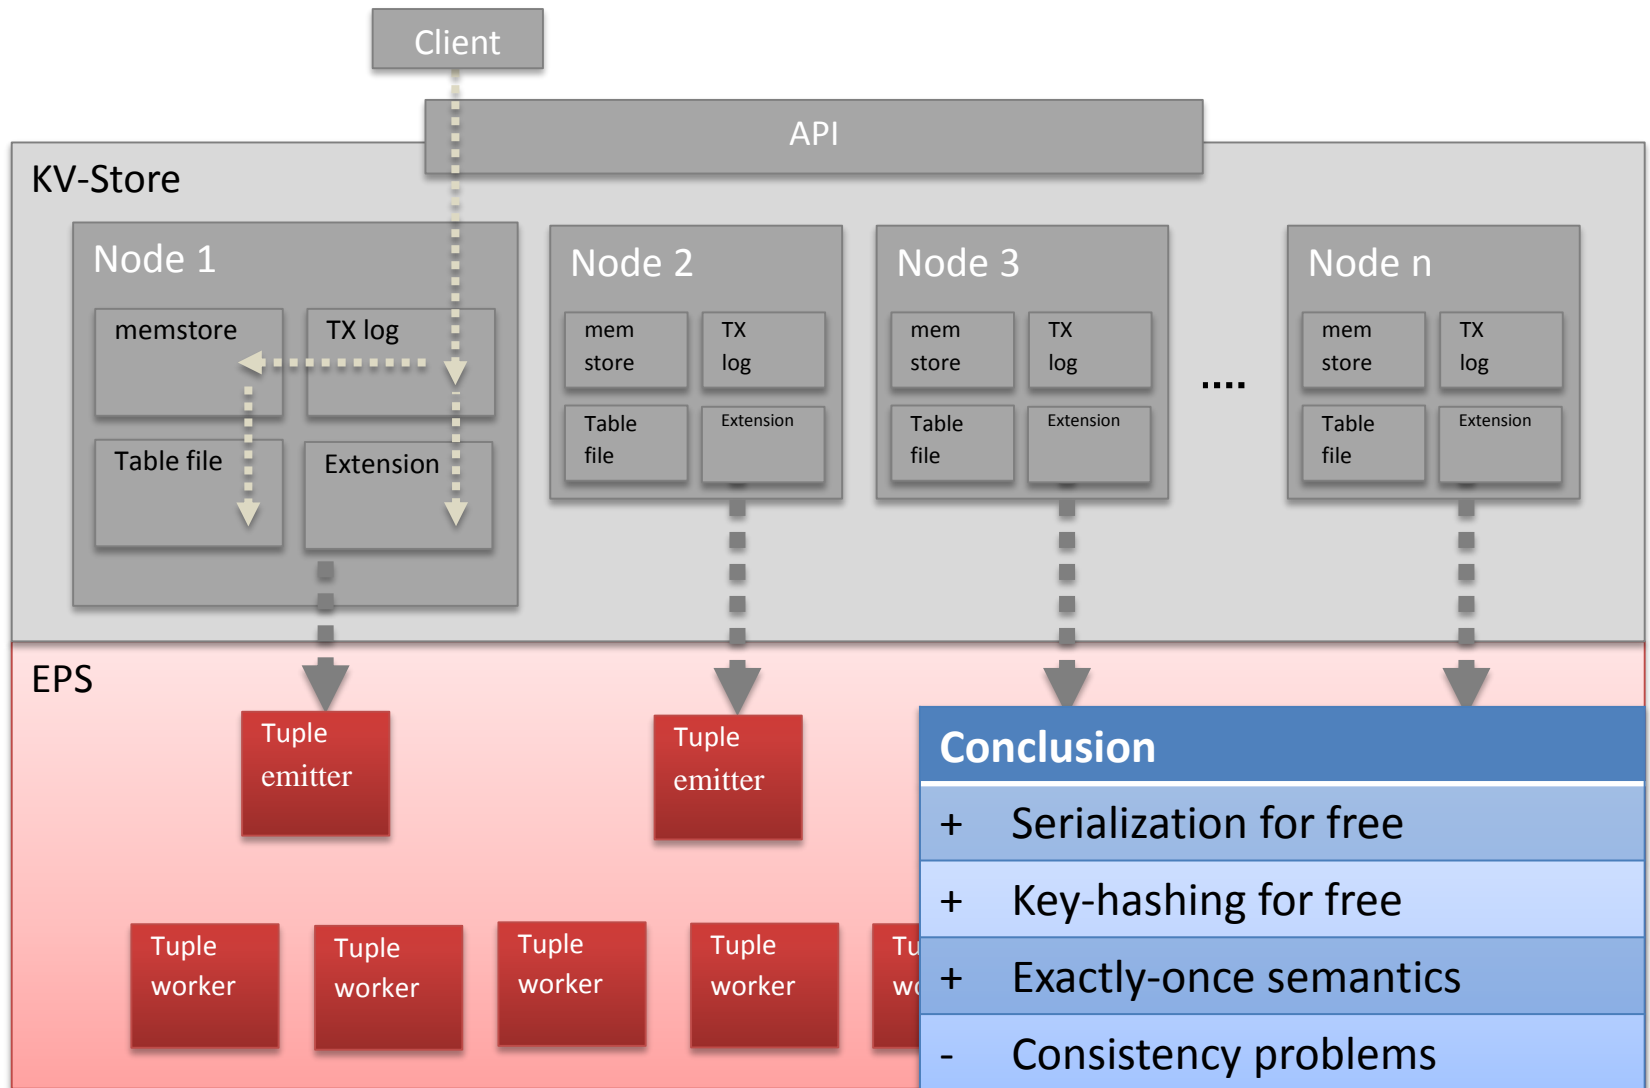 Client
API
KV-Store
Node 1
memstore
TX log
Table file
Extension
Node 2
mem
store
TX
log
Table
file
Extension
Node 3
mem
store
TX
log
Table
file
Extension
....
Node n
mem
store
TX
log
Table
file
Extension
EPS
Tuple
emitter
Tuple
emitter
Tuple
worker
Tuple
worker
Tuple
worker
Tuple
worker
Conclusion
+ Serialization for free
+ Key-hashing for free
+ Exactly-once semantics
- Consistency problems